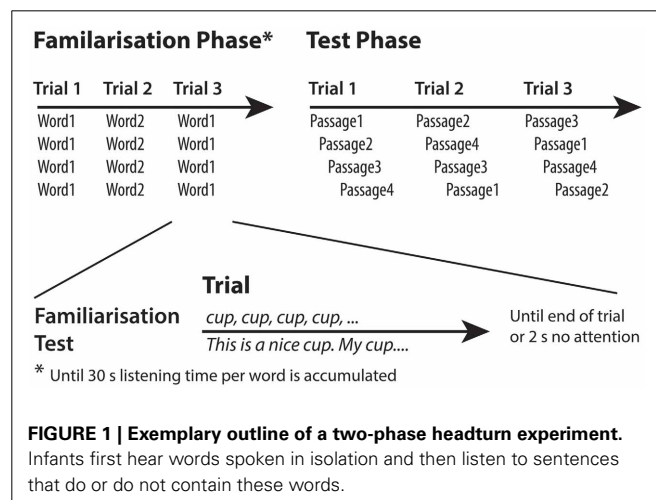 Familarisation Phase* Test Phase
Trial 1 Trial 2 Trial 3 Trial 1 Trial 2 Trial 3
Word1 Word2 Word1 Passage1 Passage2 Passage3
Word1 Word2 Word1 Passage2 Passage4 Passage1
Word1 Word2 Word1 Passage3 Passage3 Passage4
Word1 Word2 Word1 Passage4 Passage1 Passage2
Trial
Familiarisation cup, cup, cup, cup, ... Until end of trial
Test This is a nice cup. My cup.... or 2 s no attention
* Until 30 s listening time per word is accumulated
FIGURE 1 | Exemplary outline of a two-phase headturn experiment.
Infants first hear words spoken in isolation and then listen to sentences
that do or do not contain these words.